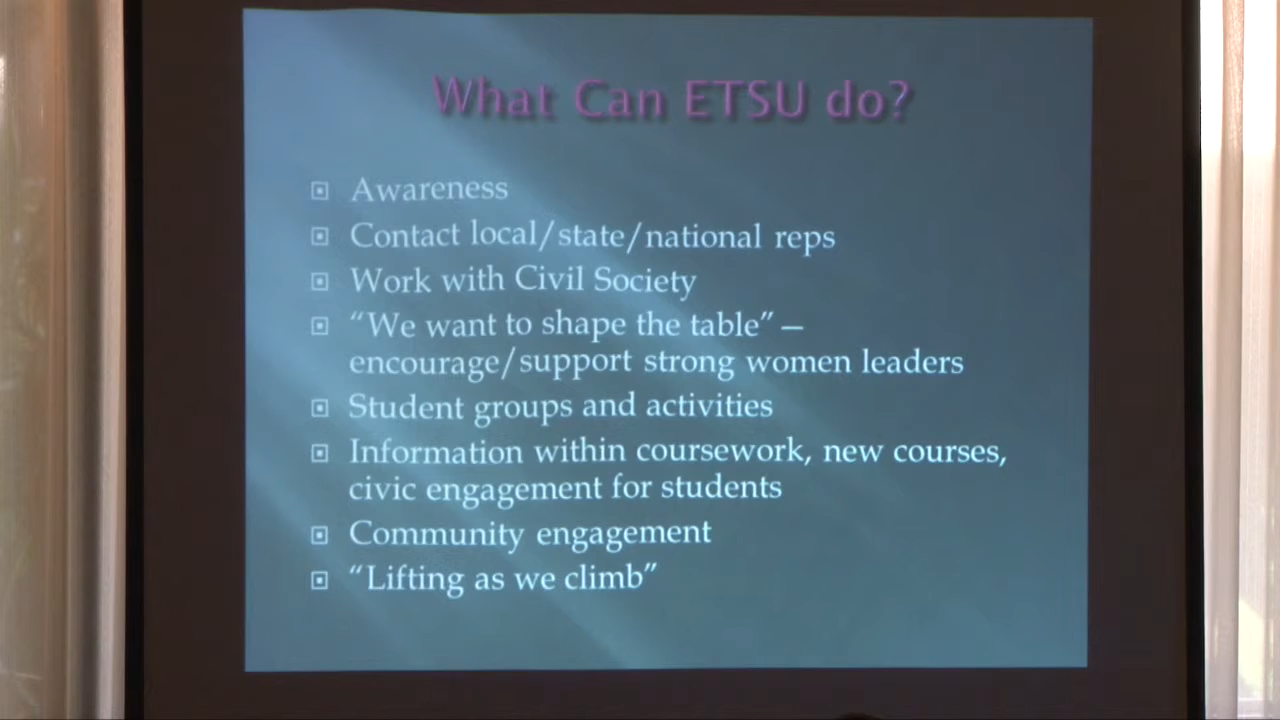 What Can ETSU do?
Awareness
Contact local/state/national reps
Work with Civil Society
“We want to shape the table” —
encourage/support strong women leaders
Student groups and activities
Information within coursework, new courses,
civic engagement for students
Community engagement
“Lifting as we climb”